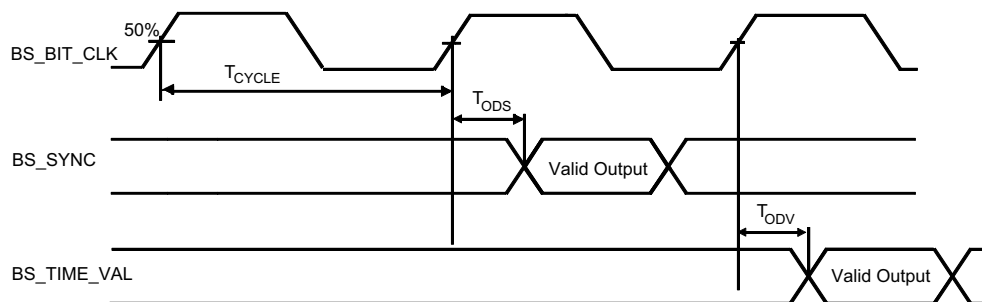 50%
BS_BIT_CLK
TCYCLE
TODS
BS_SYNC
Valid Output
TODV
BS_TIME_VAL
Valid Output